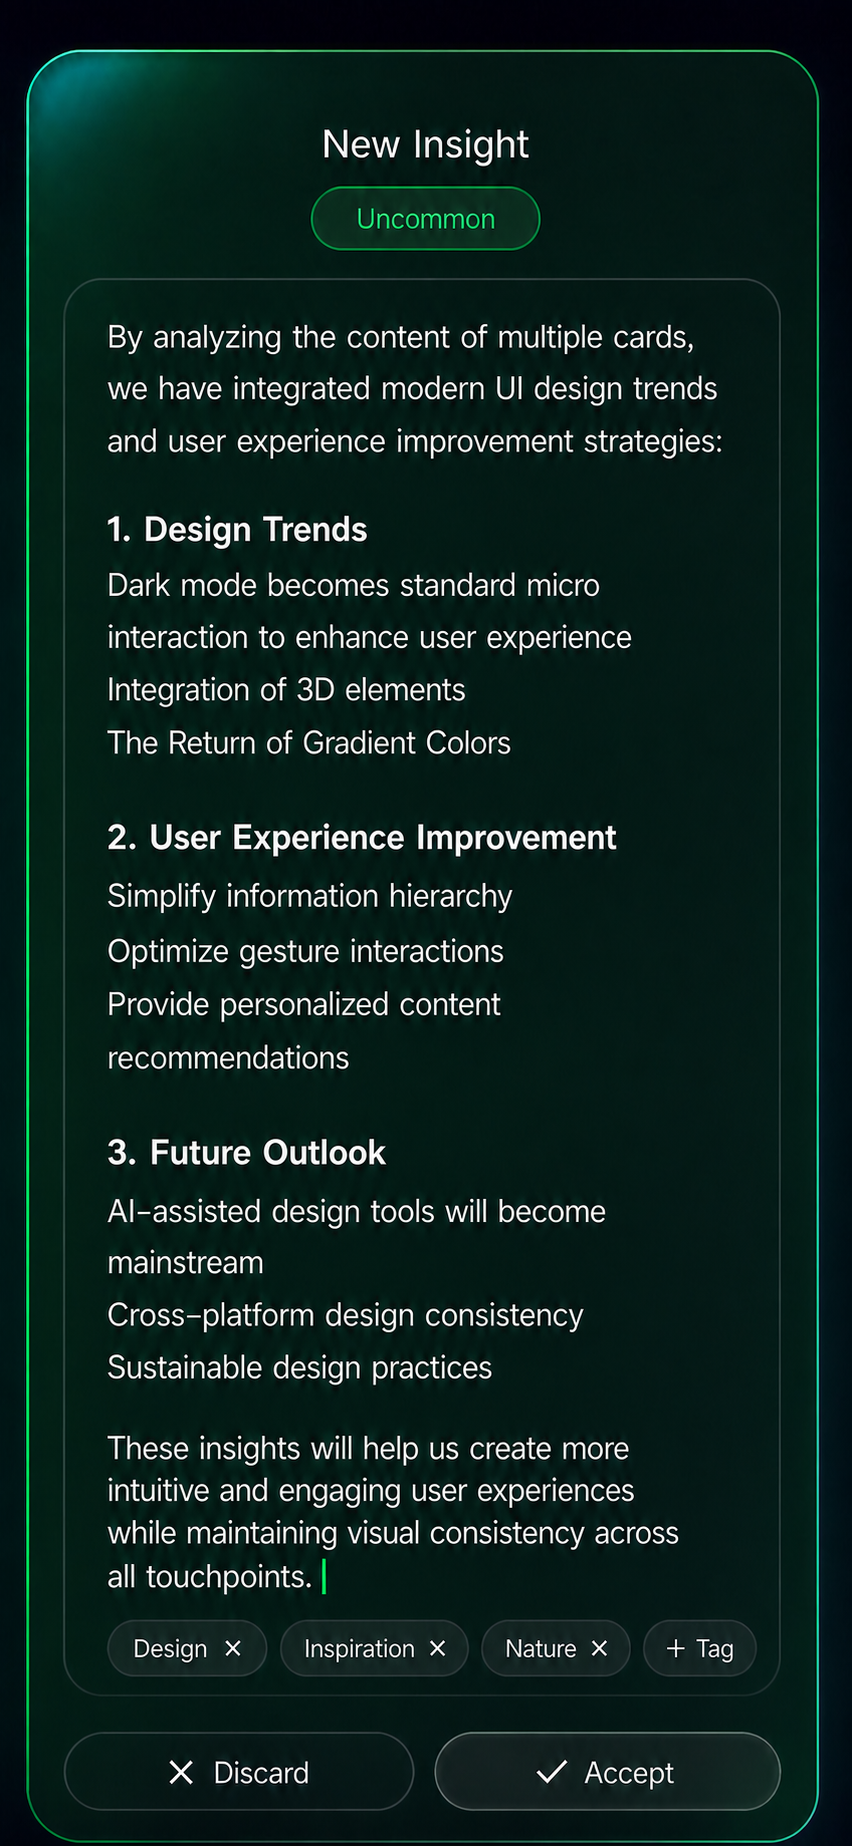 New Insight
Uncommon
By analyzing the content of multiple cards,
we have integrated modern UI design trends
and user experience improvement strategies:
1. Design Trends
Dark mode becomes standard micro
interaction to enhance user experience
Integration of 3D elements
The Return of Gradient Colors
2. User Experience Improvement
Simplify information hierarchy
Optimize gesture interactions
Provide personalized content
recommendations
3. Future Outlook
AI-assisted design tools will become
mainstream
Cross-platform design consistency
Sustainable design practices
These insights will help us create more
intuitive and engaging user experiences
while maintaining visual consistency across
all touchpoints.
Design × Inspiration × Nature × + Tag
× Discard ✓ Accept